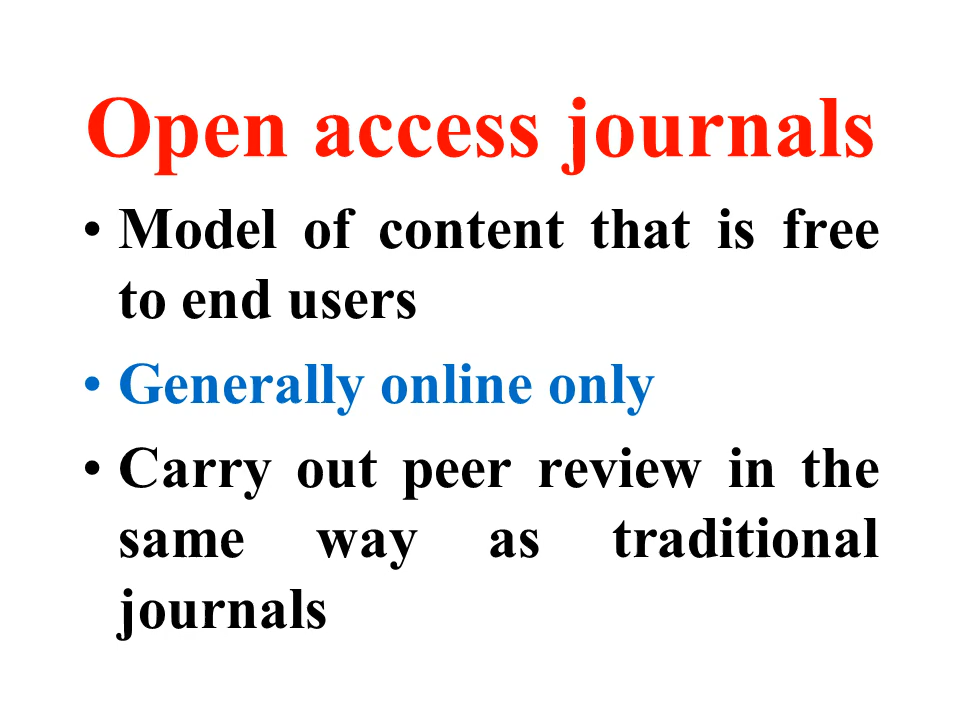 Open access journals
• Model of content that is free
to end users
• Generally online only
• Carry out peer review in the
same way as traditional
journals